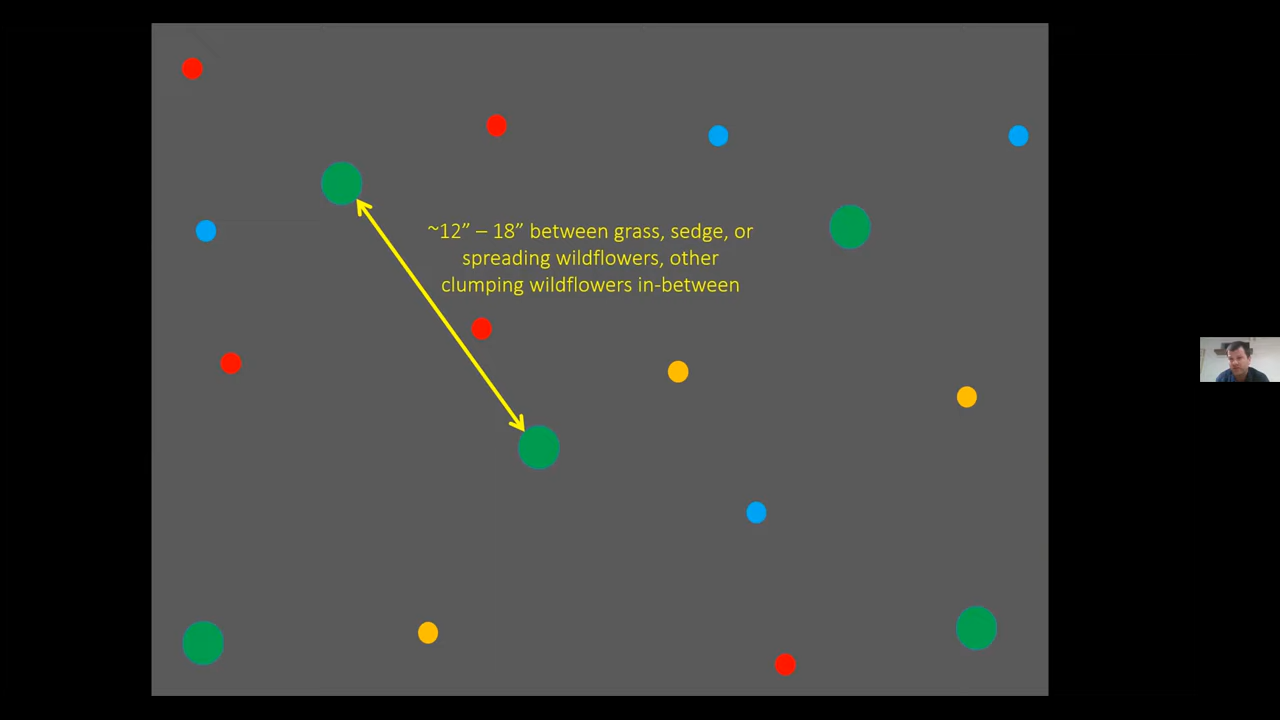 ~12” – 18” between grass, sedge, or
spreading wildflowers, other
clumping wildflowers in-between